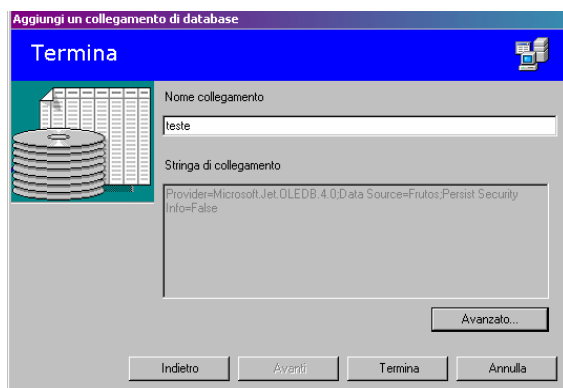 Aggiungi un collegamento di database
Termina
Nome collegamento
teste
Stringa di collegamento
Provider=Microsoft.Jet.OLEDB.4.0;Data Source=Frutos;Persist Security
Info=False
Avanzato...
Indietro Avanti Termina Annulla